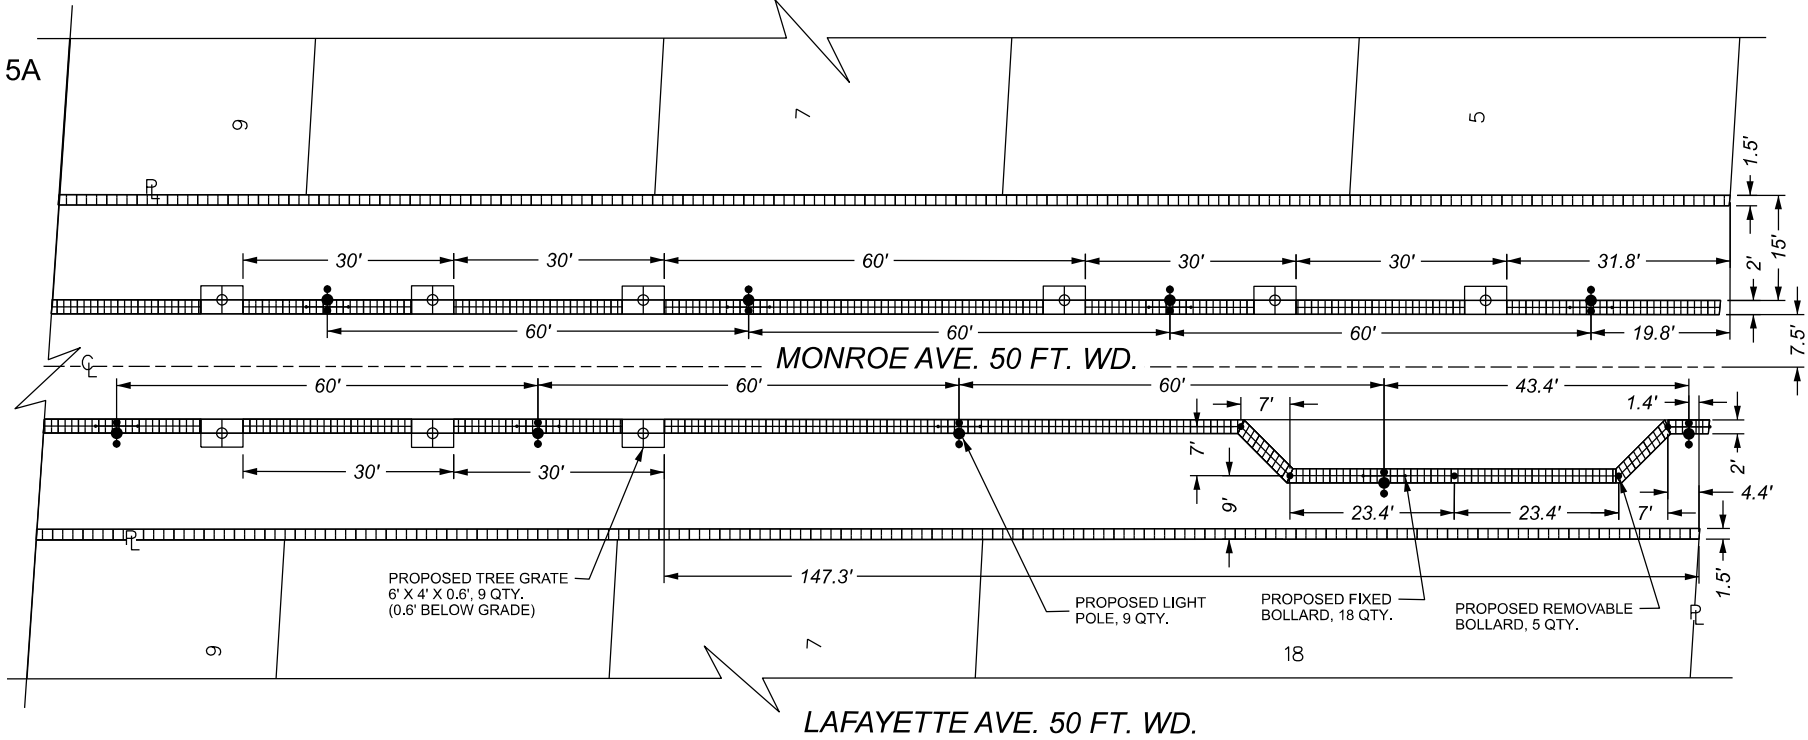 5A
9
7
5
PL
1.5'
15'
2'
30'
30'
60'
30'
30'
31.8'
60'
60'
60'
19.8'
7.5'
CL
MONROE AVE. 50 FT. WD.
60'
60'
60'
43.4'
1.4'
7'
7'
9'
30'
30'
2'
4.4'
23.4'
23.4'
7'
PL
147.3'
1.5'
PROPOSED TREE GRATE
6' X 4' X 0.6', 9 QTY.
(0.6' BELOW GRADE)
PROPOSED LIGHT
POLE, 9 QTY.
PROPOSED FIXED
BOLLARD, 18 QTY.
PROPOSED REMOVABLE
BOLLARD, 5 QTY.
PL
9
7
18
LAFAYETTE AVE. 50 FT. WD.